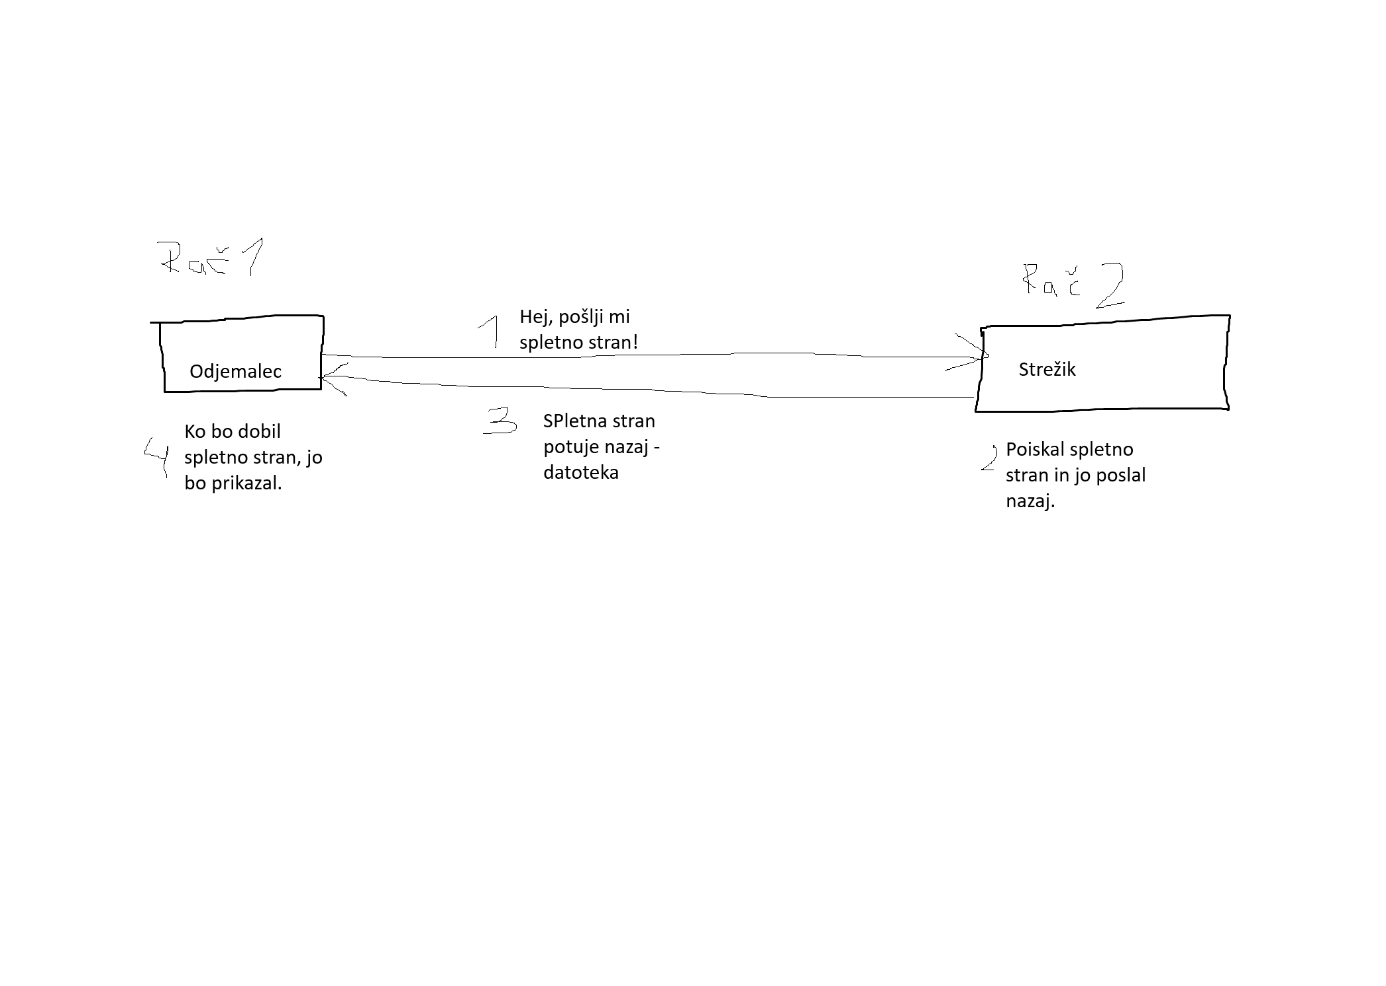 Rač 1
Rač 2
Odjemalec
1
Hej, pošlji mi
spletno stran!
Strežik
4
Ko bo dobil
spletno stran, jo
bo prikazal.
3
SPletna stran
potuje nazaj -
datoteka
2
Poiskal spletno
stran in jo poslal
nazaj.